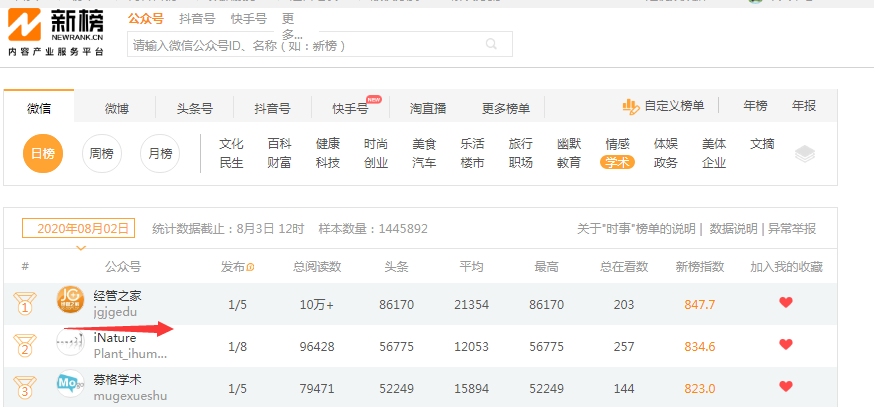 新榜
NEWRANK.CN
内容产业服务平台
公众号 抖音号 快手号 更多...
请输入微信公众号ID、名称（如：新榜）
微信 微博 头条号 抖音号 快手号 NEW 淘直播 更多榜单 自定义榜单 年榜 年报
日榜 周榜 月榜
文化 百科 健康 时尚 美食 乐活 旅行 幽默 情感 体娱 美体 文摘
民生 财富 科技 创业 汽车 楼市 职场 教育 学术 政务 企业
2020年08月02日 统计数据截止：8月3日 12时 样本数量：1445892 关于"时事"榜单的说明 | 数据说明 | 异常举报
# 公众号 发布 总阅读数 头条 平均 最高 总在看数 新榜指数 加入我的收藏
1 JG 经管之家 1/5 10万+ 86170 21354 86170 203 847.7
jgjgedu
2 iNature 1/8 96428 56775 12053 56775 257 834.6
Plant_ihum...
3 Mo 募格学术 1/5 79471 52249 15894 52249 144 823.0
mugexueshu